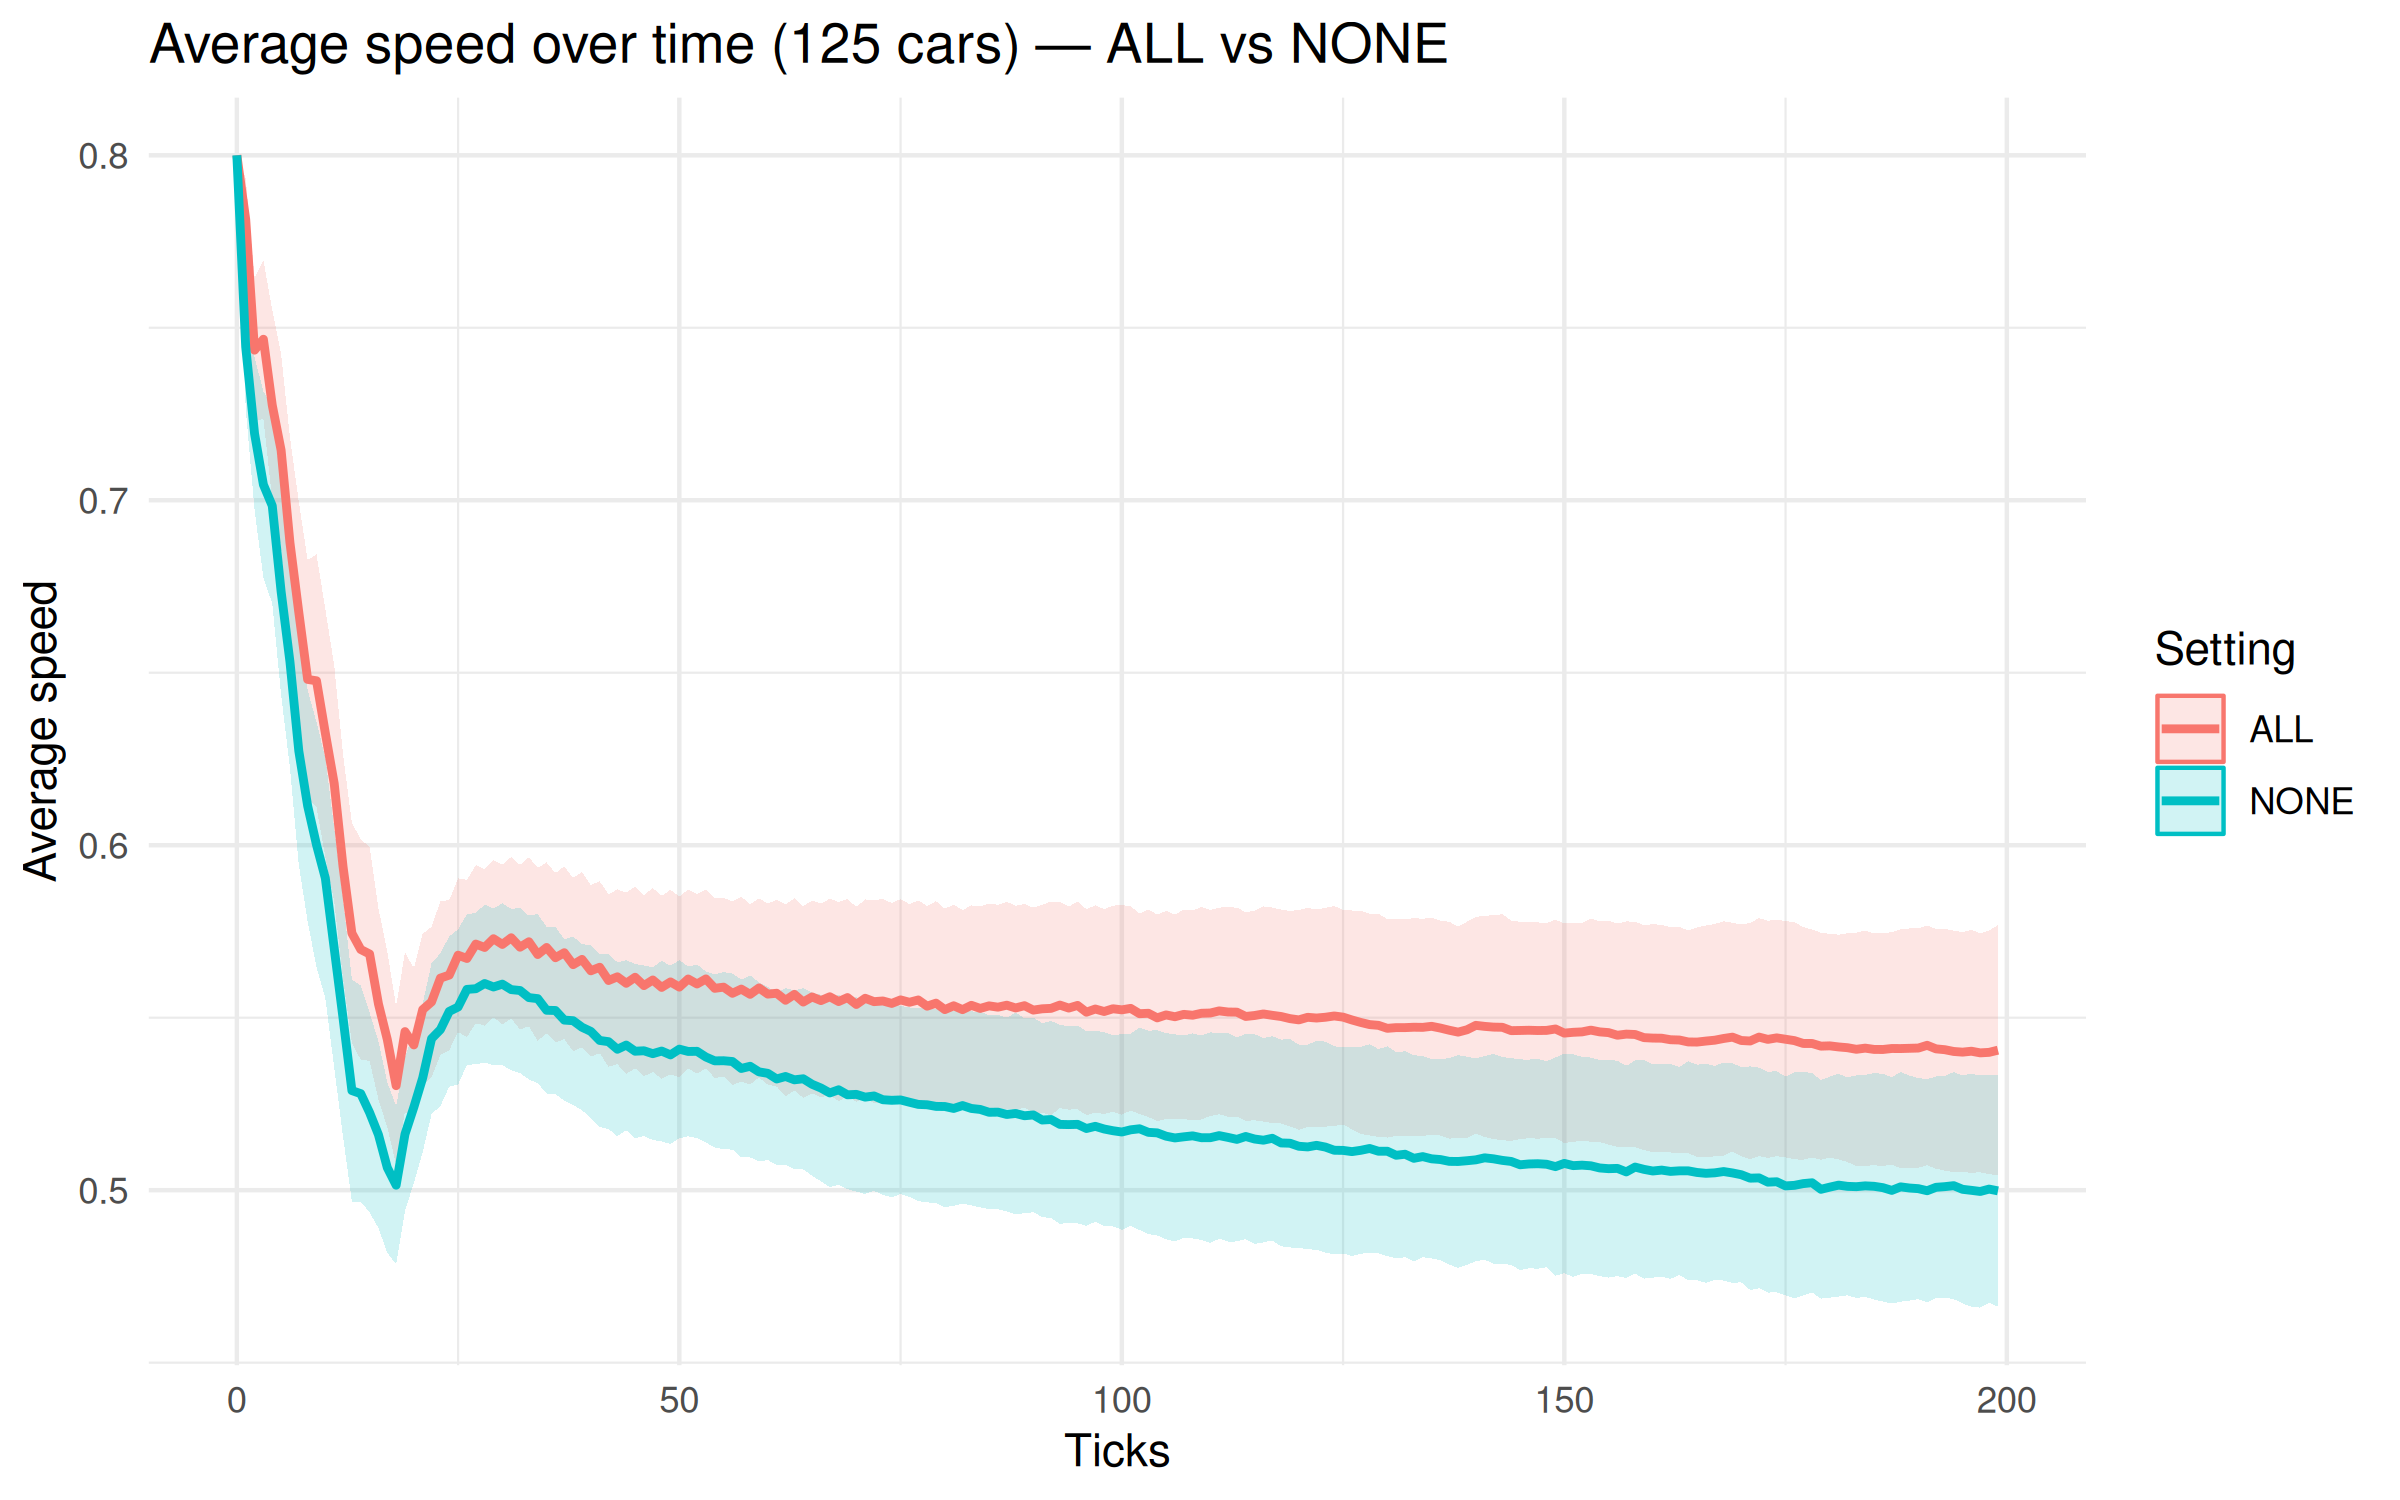 Average speed over time (125 cars) — ALL vs NONE
Average speed
0.8
0.7
0.6
0.5
0 50 100 150 200
Ticks
Setting
ALL
NONE